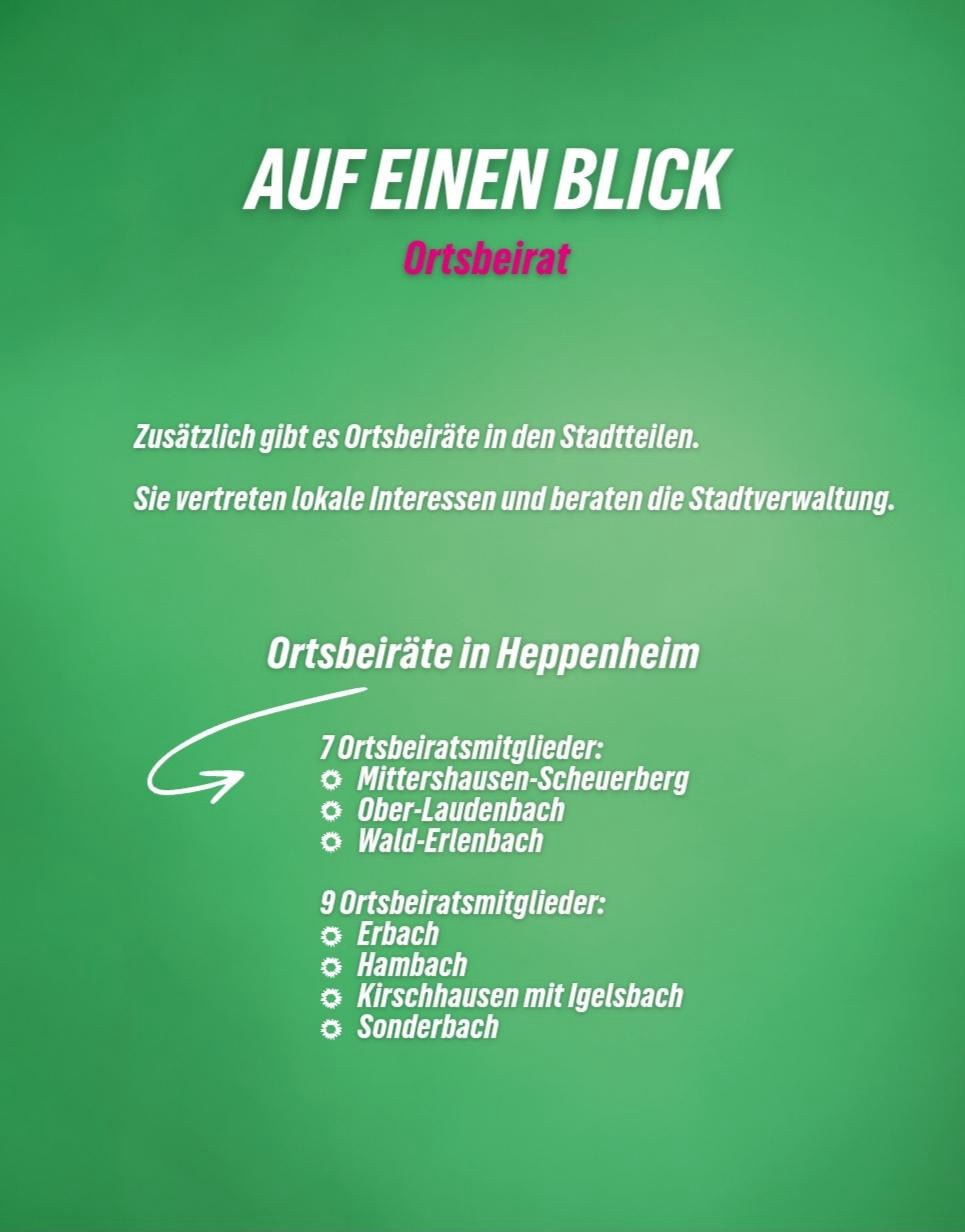 AUF EINEN BLICK
Ortsbeirat
Zusätzlich gibt es Ortsbeiräte in den Stadtteilen.
Sie vertreten lokale Interessen und beraten die Stadtverwaltung.
Ortsbeiräte in Heppenheim
7 Ortsbeiratsmitglieder:
Mittershausen-Scheuerberg
Ober-Laudenbach
Wald-Erlenbach
9 Ortsbeiratsmitglieder:
Erbach
Hambach
Kirschhausen mit Igelsbach
Sonderbach